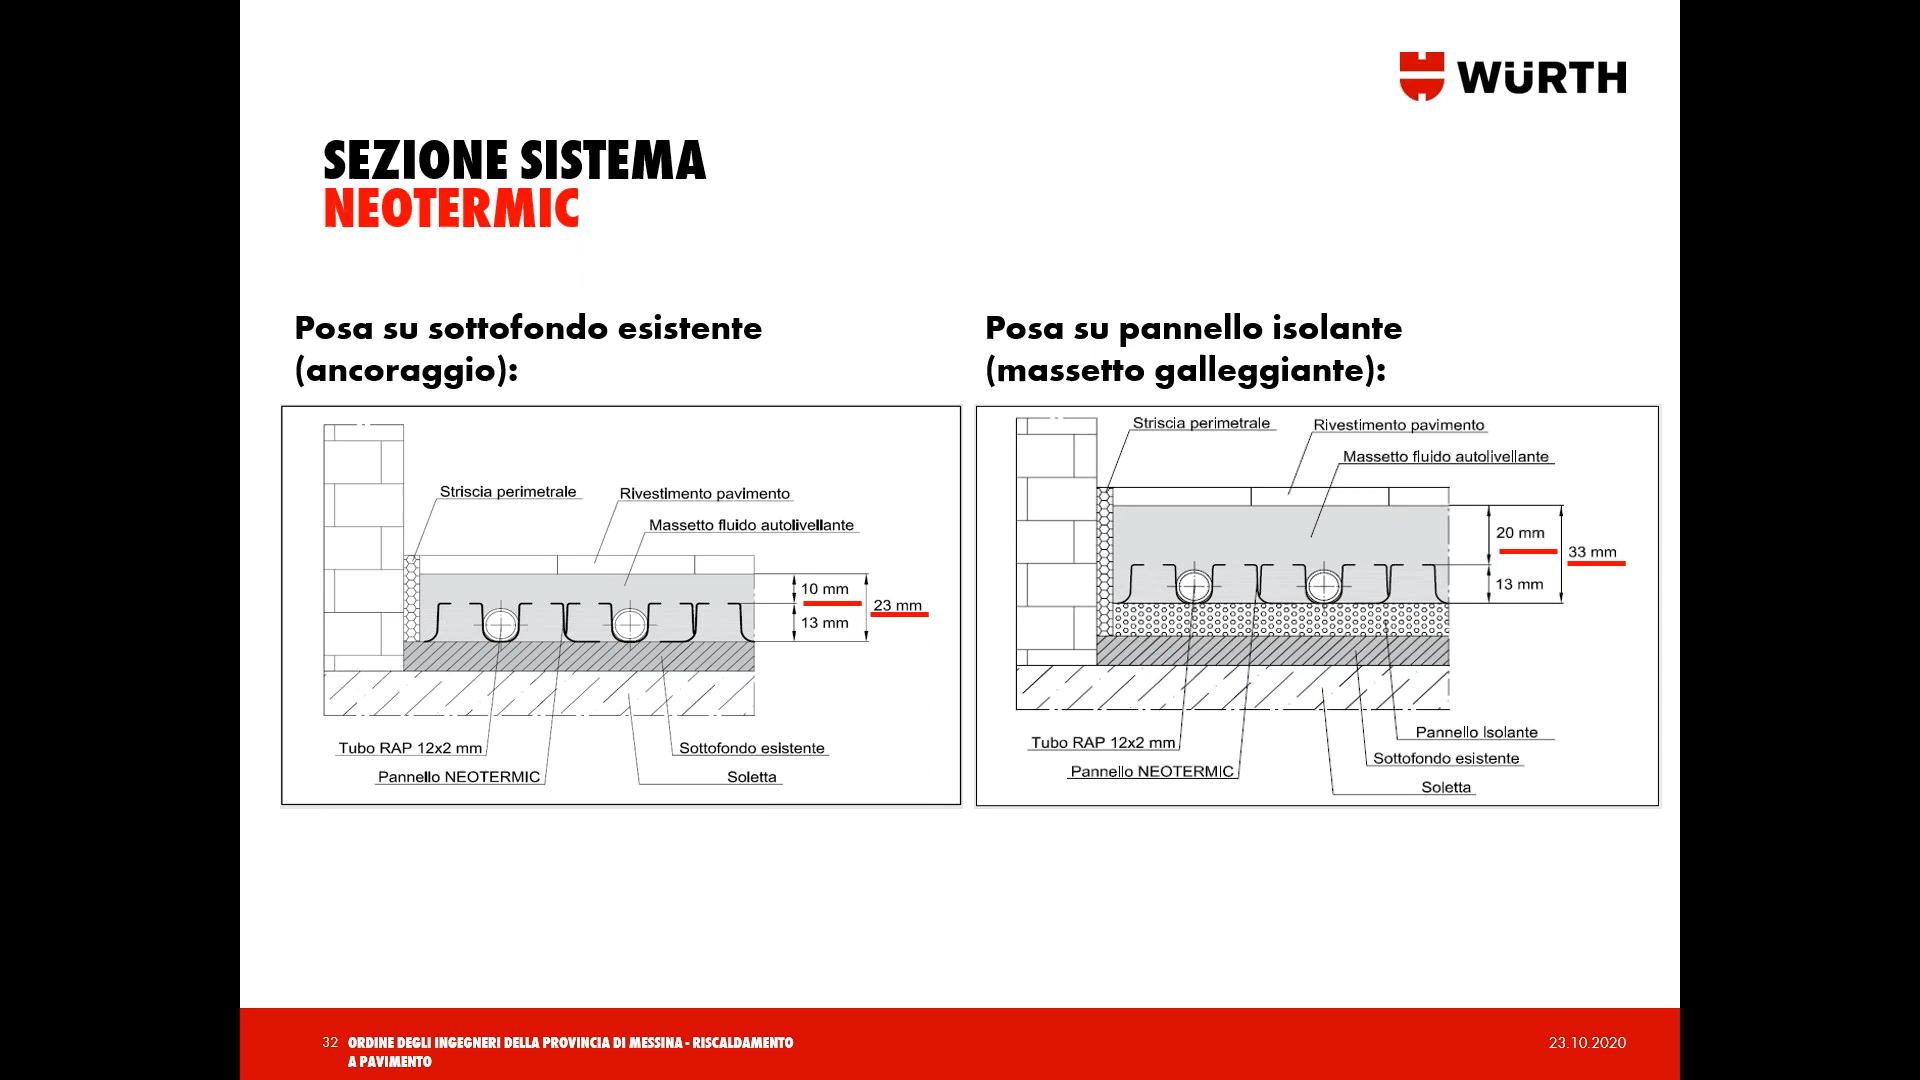 WÜRTH
SEZIONE SISTEMA
NEOTERMIC
Posa su sottofondo esistente
(ancoraggio):
Striscia perimetrale
Rivestimento pavimento
Massetto fluido autolivellante
10 mm
23 mm
13 mm
Tubo RAP 12x2 mm
Sottofondo esistente
Pannello NEOTERMIC
Soletta
Posa su pannello isolante
(massetto galleggiante):
Striscia perimetrale
Rivestimento pavimento
Massetto fluido autolivellante
20 mm
33 mm
13 mm
Pannello Isolante
Tubo RAP 12x2 mm
Sottofondo esistente
Pannello NEOTERMIC
Soletta
32 ORDINE DEGLI INGEGNERI DELLA PROVINCIA DI MESSINA - RISCALDAMENTO
A PAVIMENTO
23.10.2020